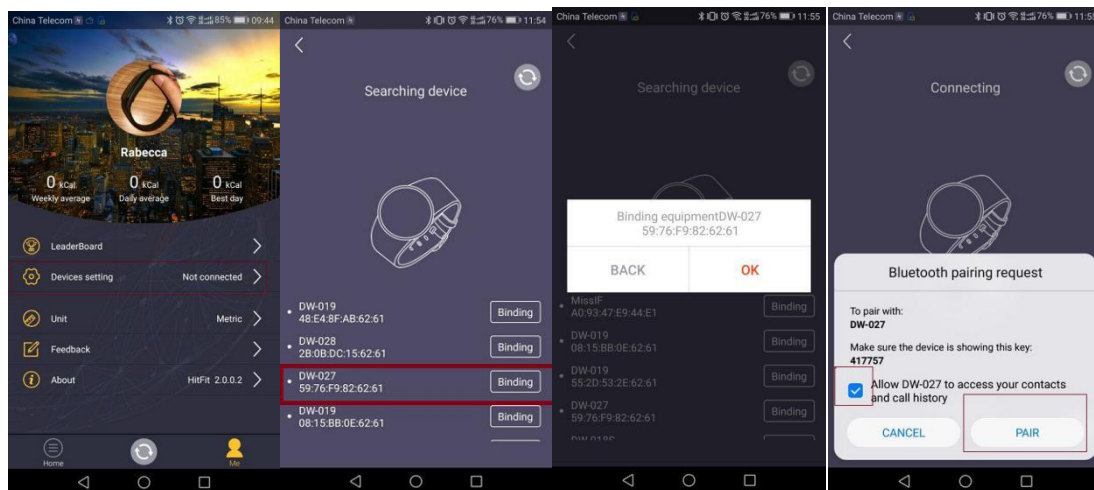 China Telecom
85% 09:44
Rabecca
0 kCal
Weekly average
0 kCal
Daily average
0 kCal
Best day
LeaderBoard
Devices setting Not connected
Unit Metric
Feedback
About HitFit 2.0.0.2
Home
Me
China Telecom
76% 11:54
Searching device
DW-019
48:E4:8F:AB:62:61
Binding
DW-028
2B:0B:DC:15:62:61
Binding
DW-027
59:76:F9:82:62:61
Binding
DW-019
08:15:BB:0E:62:61
Binding
China Telecom
76% 11:55
Searching device
Binding equipmentDW-027
59:76:F9:82:62:61
BACK OK
MissIF
A0:93:47:E9:44:E1
Binding
DW-019
08:15:BB:0E:62:61
Binding
DW-019
55:2D:53:2E:62:61
Binding
DW-027
59:76:F9:82:62:61
Binding
China Telecom
76% 11:55
Connecting
Bluetooth pairing request
To pair with:
DW-027
Make sure the device is showing this key:
417757
Allow DW-027 to access your contacts
and call history
CANCEL PAIR